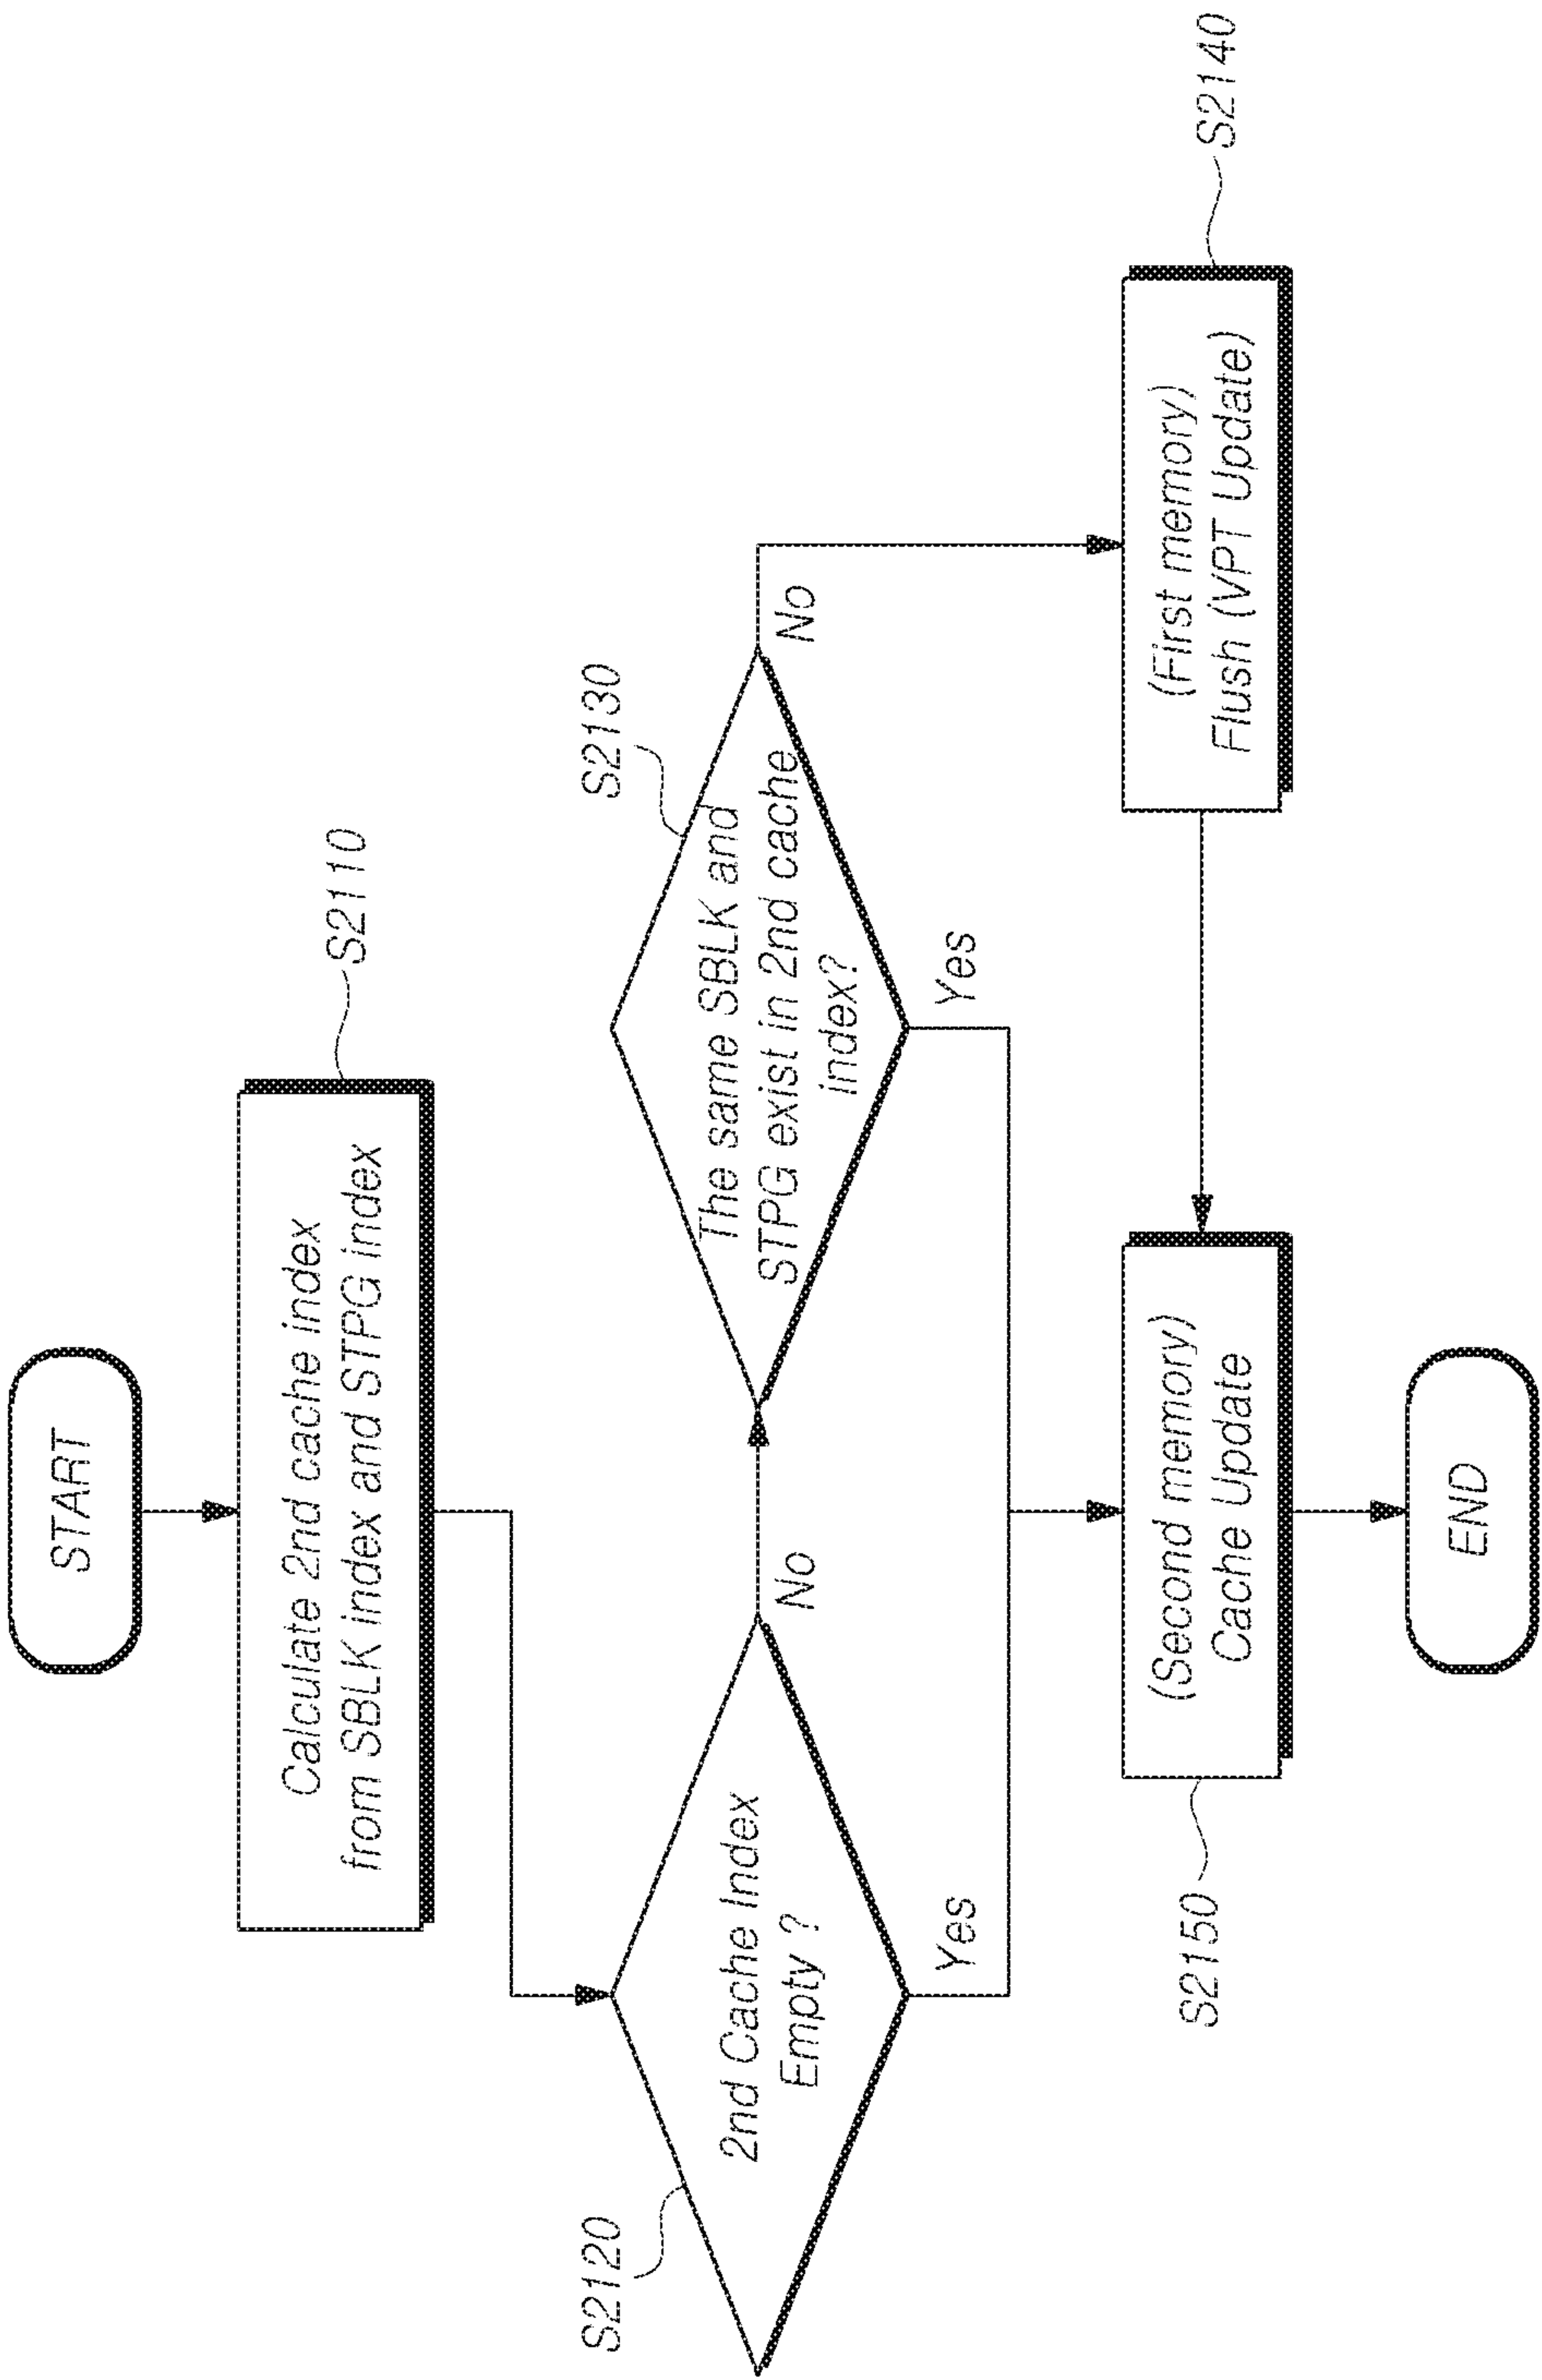 START
Calculate 2nd cache index
from SBLK index and STPG index
S2110
S2120
2nd Cache Index
Empty ?
No
Yes
S2130
The same SBLK and
STPG exist in 2nd cache
index?
No
Yes
(First memory)
Flush (VPT Update)
S2140
(Second memory)
Cache Update
S2150
END